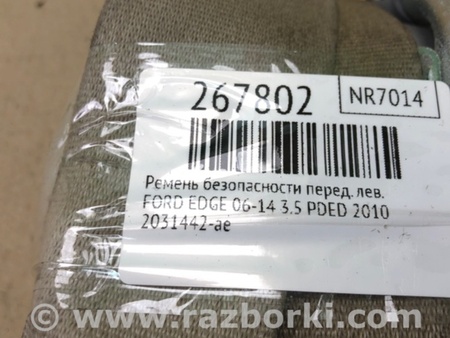 267802
NR7014
Ремень безопасности перед. лев.
FORD EDGE 06-14 3.5 PDED 2010
2031442-ae
www.razborki.com